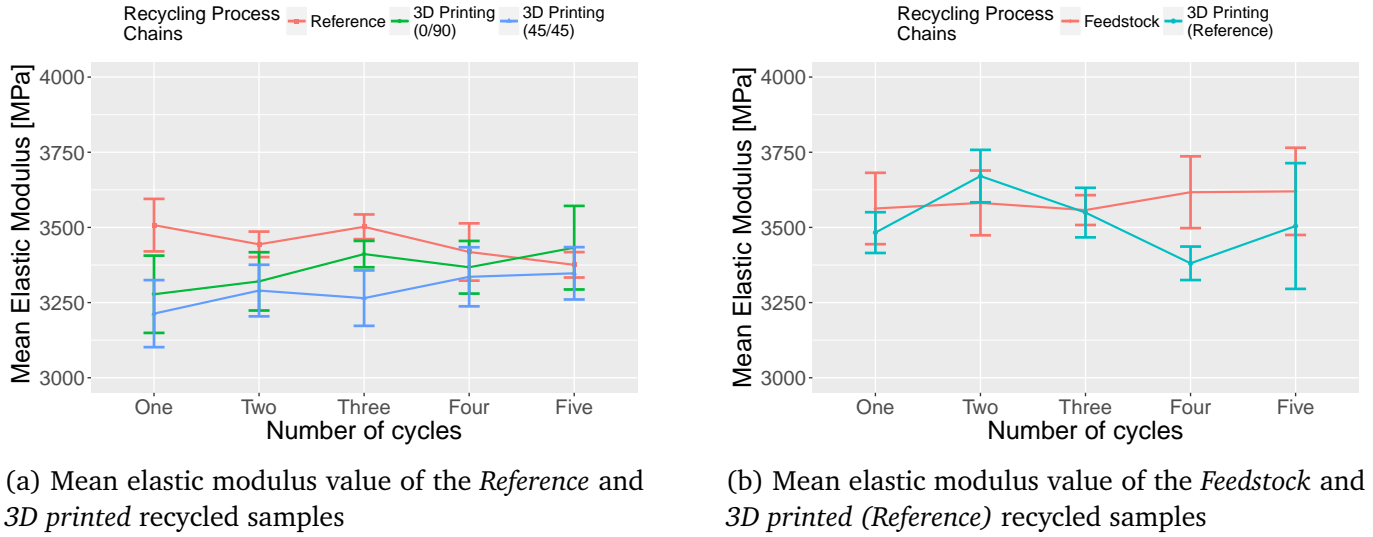 Recycling Process
Chains
Reference
3D Printing
(0/90)
3D Printing
(45/45)
Mean Elastic Modulus [MPa]
4000
3750
3500
3250
3000
One Two Three Four Five
Number of cycles
(a) Mean elastic modulus value of the Reference and
3D printed recycled samples
Recycling Process
Chains
Feedstock
3D Printing
(Reference)
Mean Elastic Modulus [MPa]
4000
3750
3500
3250
3000
One Two Three Four Five
Number of cycles
(b) Mean elastic modulus value of the Feedstock and
3D printed (Reference) recycled samples